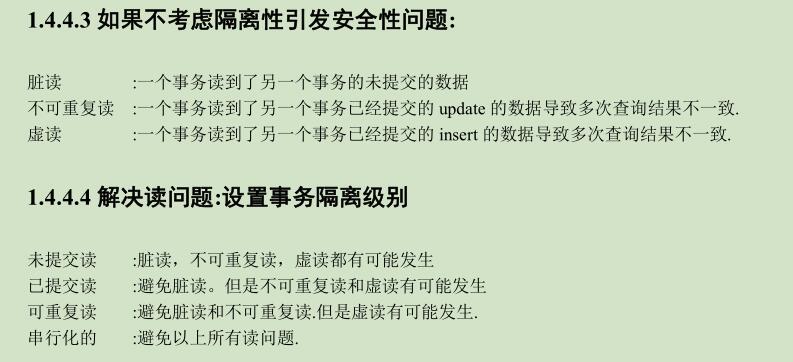 1.4.4.3 如果不考虑隔离性引发安全性问题:
脏读 :一个事务读到了另一个事务的未提交的数据
不可重复读 :一个事务读到了另一个事务已经提交的 update 的数据导致多次查询结果不一致.
虚读 :一个事务读到了另一个事务已经提交的 insert 的数据导致多次查询结果不一致.
1.4.4.4 解决读问题:设置事务隔离级别
未提交读 :脏读，不可重复读，虚读都有可能发生
已提交读 :避免脏读。但是不可重复读和虚读有可能发生
可重复读 :避免脏读和不可重复读.但是虚读有可能发生.
串行化的 :避免以上所有读问题.